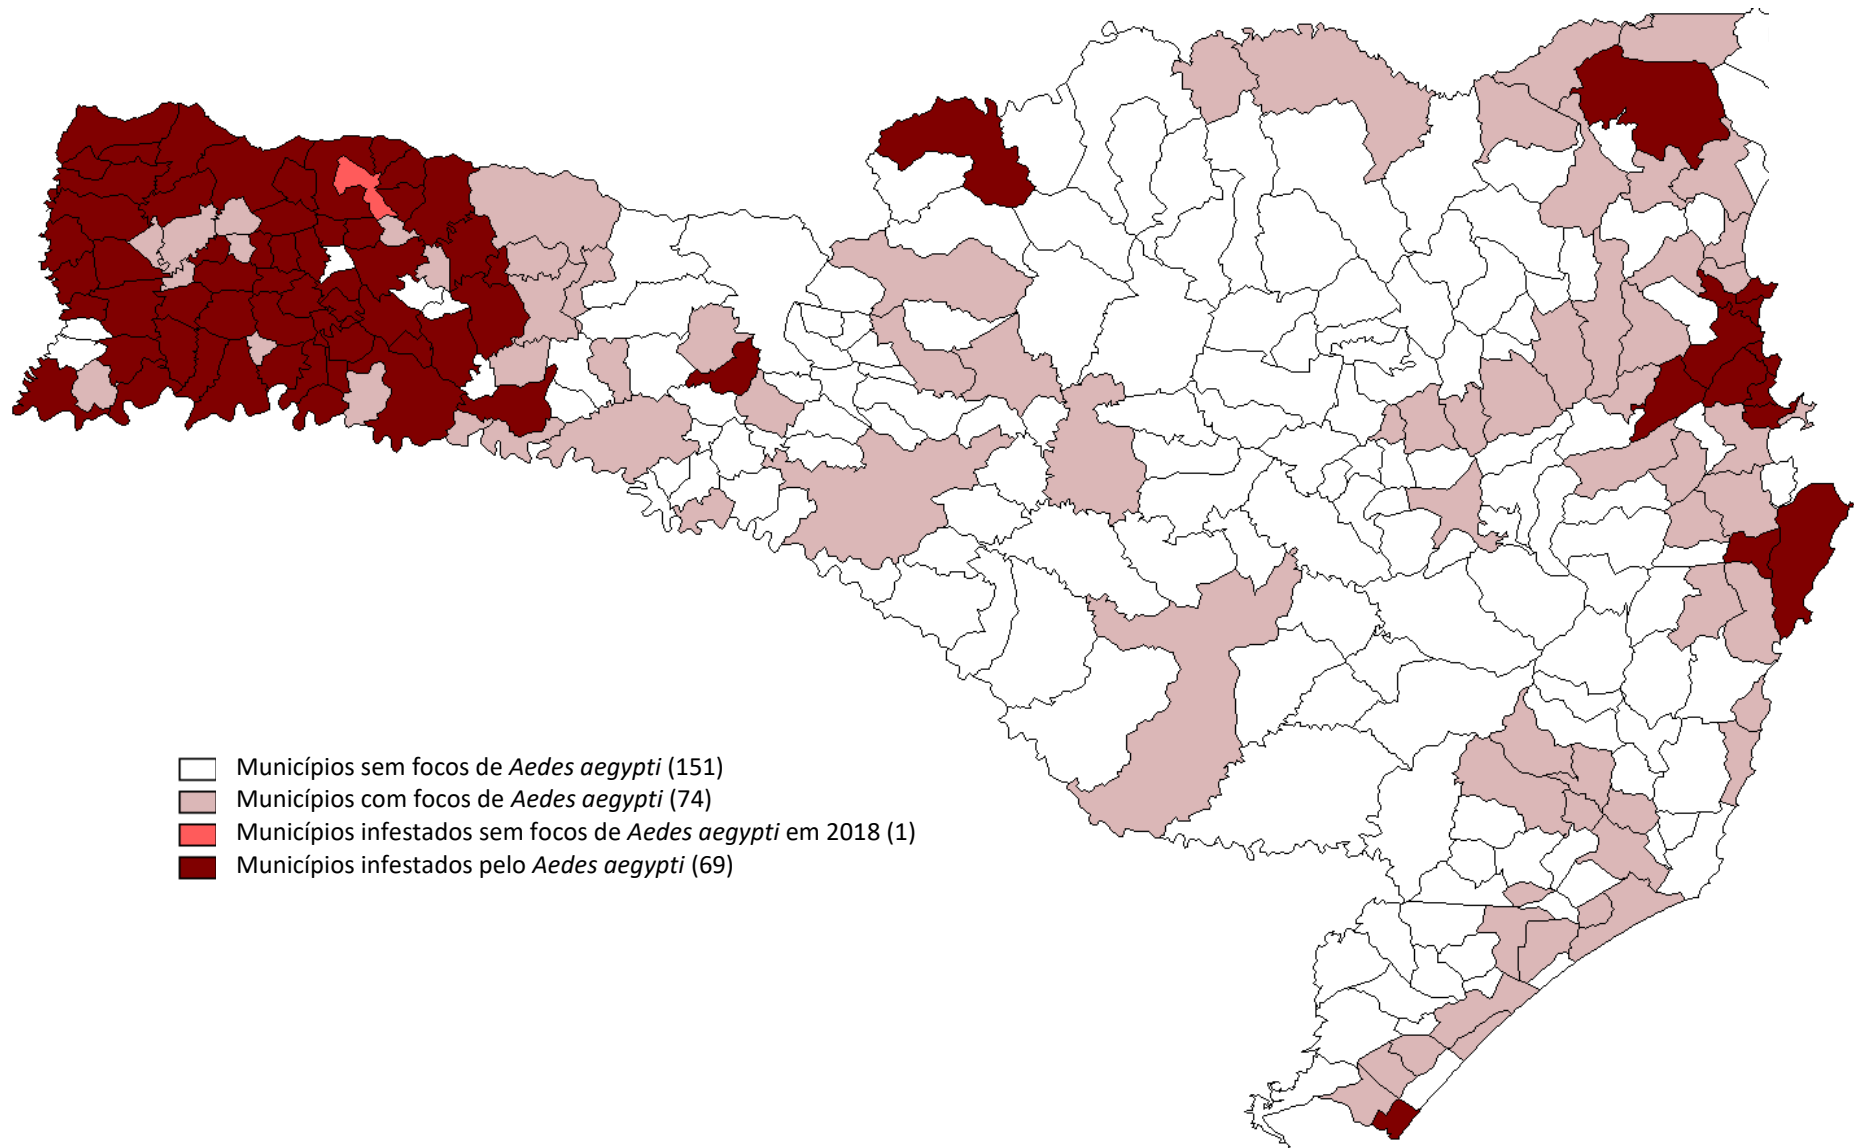 Municípios sem focos de Aedes aegypti (151)
Municípios com focos de Aedes aegypti (74)
Municípios infestados sem focos de Aedes aegypti em 2018 (1)
Municípios infestados pelo Aedes aegypti (69)